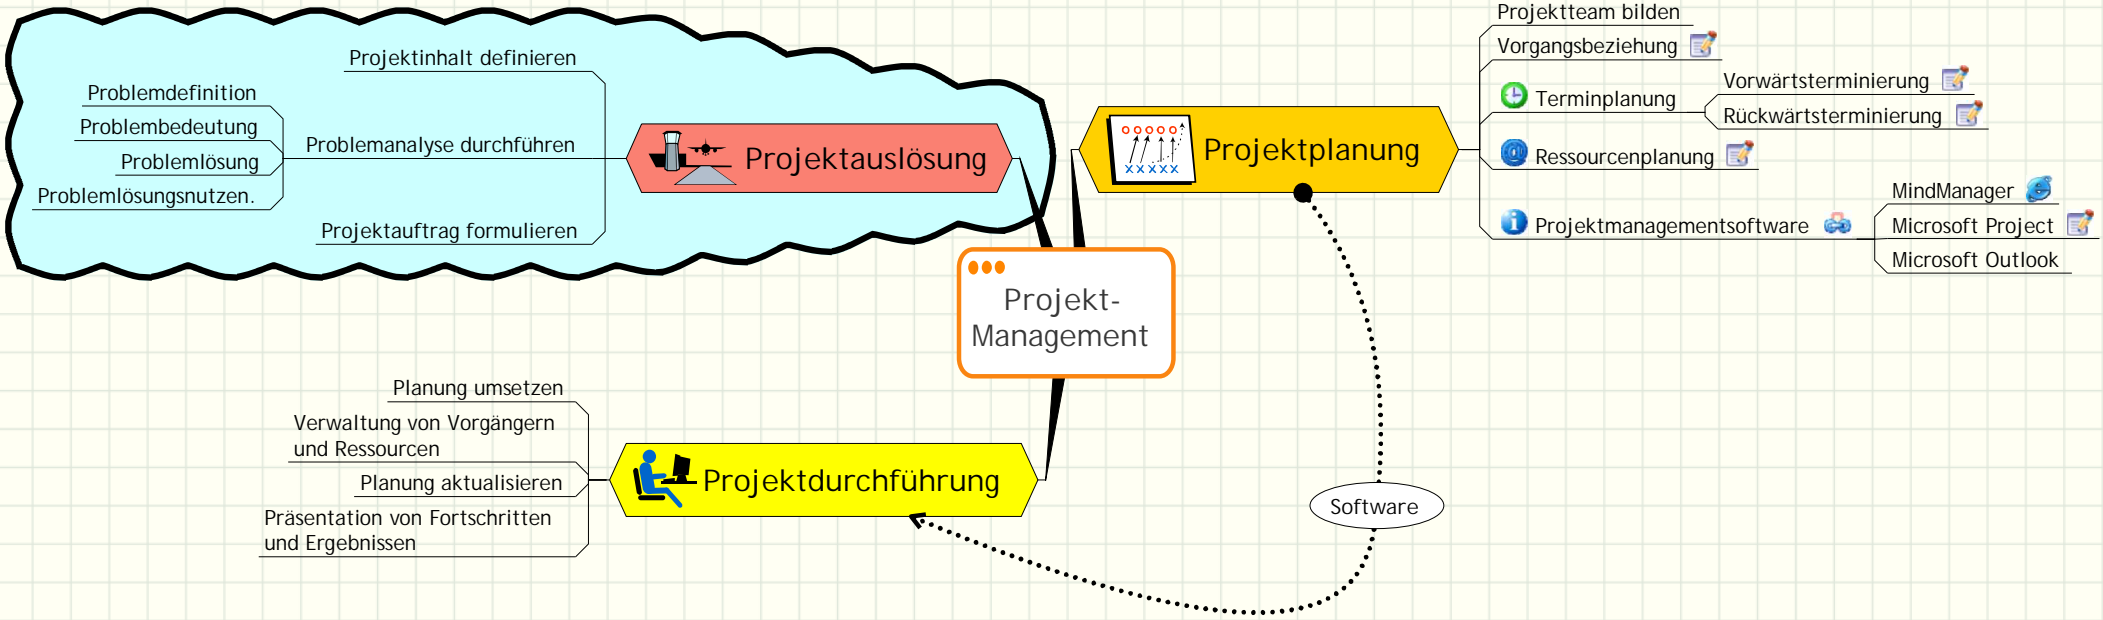 Projekt-
Management
Projektauslösung
Projektinhalt definieren
Problemanalyse durchführen
Problemdefinition
Problembedeutung
Problemlösung
Problemlösungsnutzen.
Projektauftrag formulieren
Projektplanung
Projektteam bilden
Vorgangsbeziehung
Terminplanung
Vorwärtsterminierung
Rückwärtsterminierung
Ressourcenplanung
Projektmanagementsoftware
MindManager
Microsoft Project
Microsoft Outlook
Projektdurchführung
Planung umsetzen
Verwaltung von Vorgängern
und Ressourcen
Planung aktualisieren
Präsentation von Fortschritten
und Ergebnissen
Software